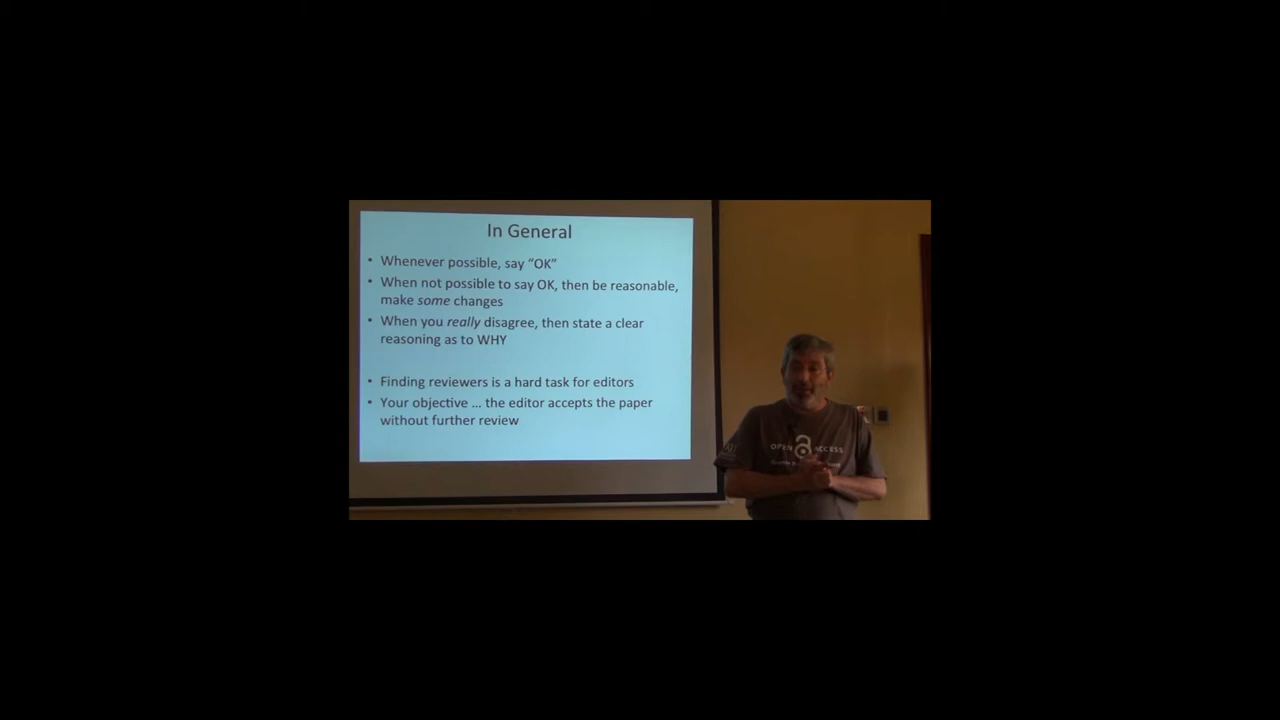 In General
• Whenever possible, say “OK”
• When not possible to say OK, then be reasonable,
make some changes
• When you really disagree, then state a clear
reasoning as to WHY
• Finding reviewers is a hard task for editors
• Your objective ... the editor accepts the paper
without further review
OPEN ACCESS